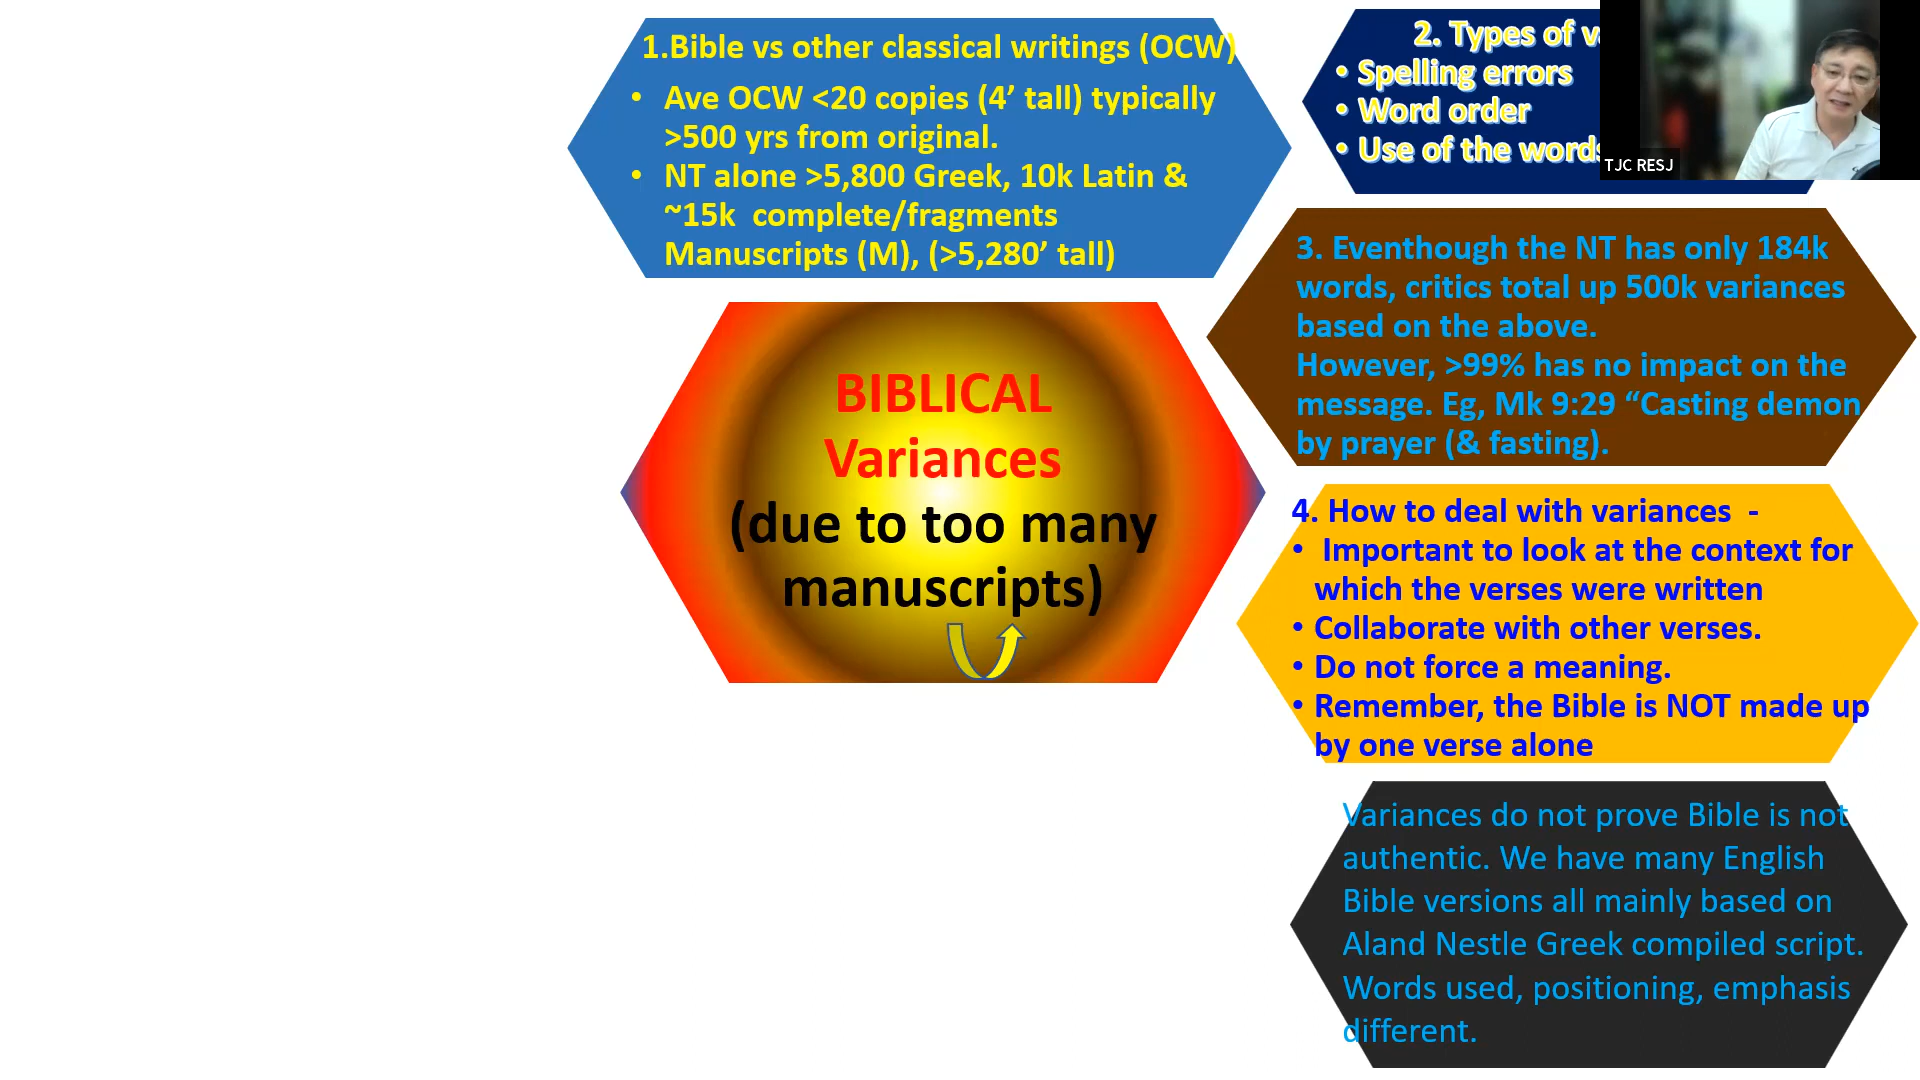 1.Bible vs other classical writings (OCW)
• Ave OCW <20 copies (4’ tall) typically
>500 yrs from original.
• NT alone >5,800 Greek, 10k Latin &
~15k complete/fragments
Manuscripts (M), (>5,280’ tall)
2. Types of
• Spelling errors
• Word order
• Use of the words
TJC RESJ
3. Eventhough the NT has only 184k
words, critics total up 500k variances
based on the above.
However, >99% has no impact on the
message. Eg, Mk 9:29 “Casting demon
by prayer (& fasting).
BIBLICAL
Variances
(due to too many
manuscripts)
4. How to deal with variances -
• Important to look at the context for
which the verses were written
• Collaborate with other verses.
• Do not force a meaning.
• Remember, the Bible is NOT made up
by one verse alone
Variances do not prove Bible is not
authentic. We have many English
Bible versions all mainly based on
Aland Nestle Greek compiled script.
Words used, positioning, emphasis
different.